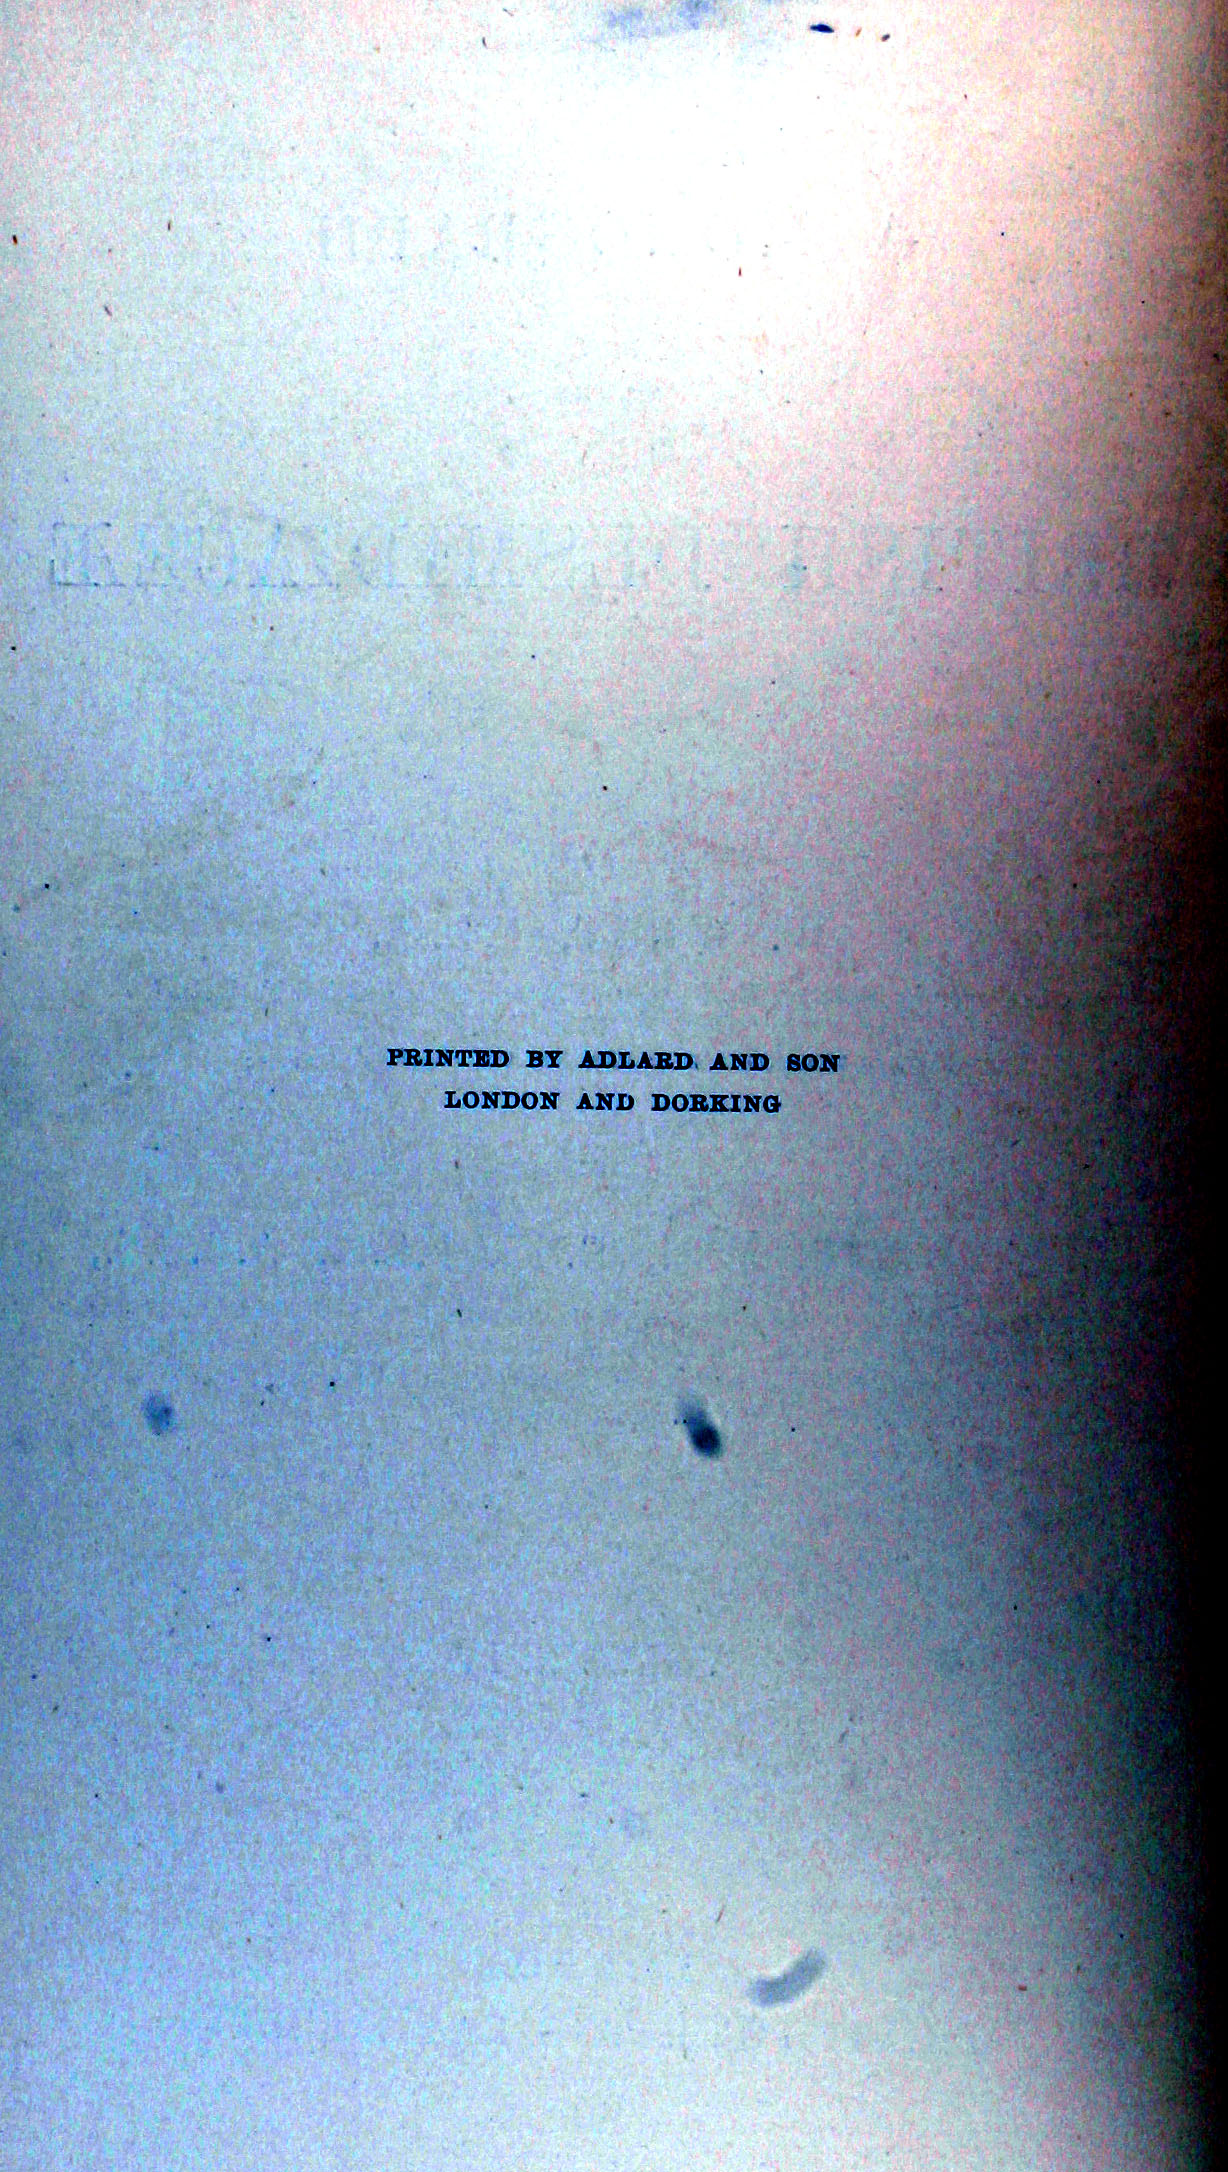 PRINTED BY ADLARD AND SON
LONDON AND DORKING